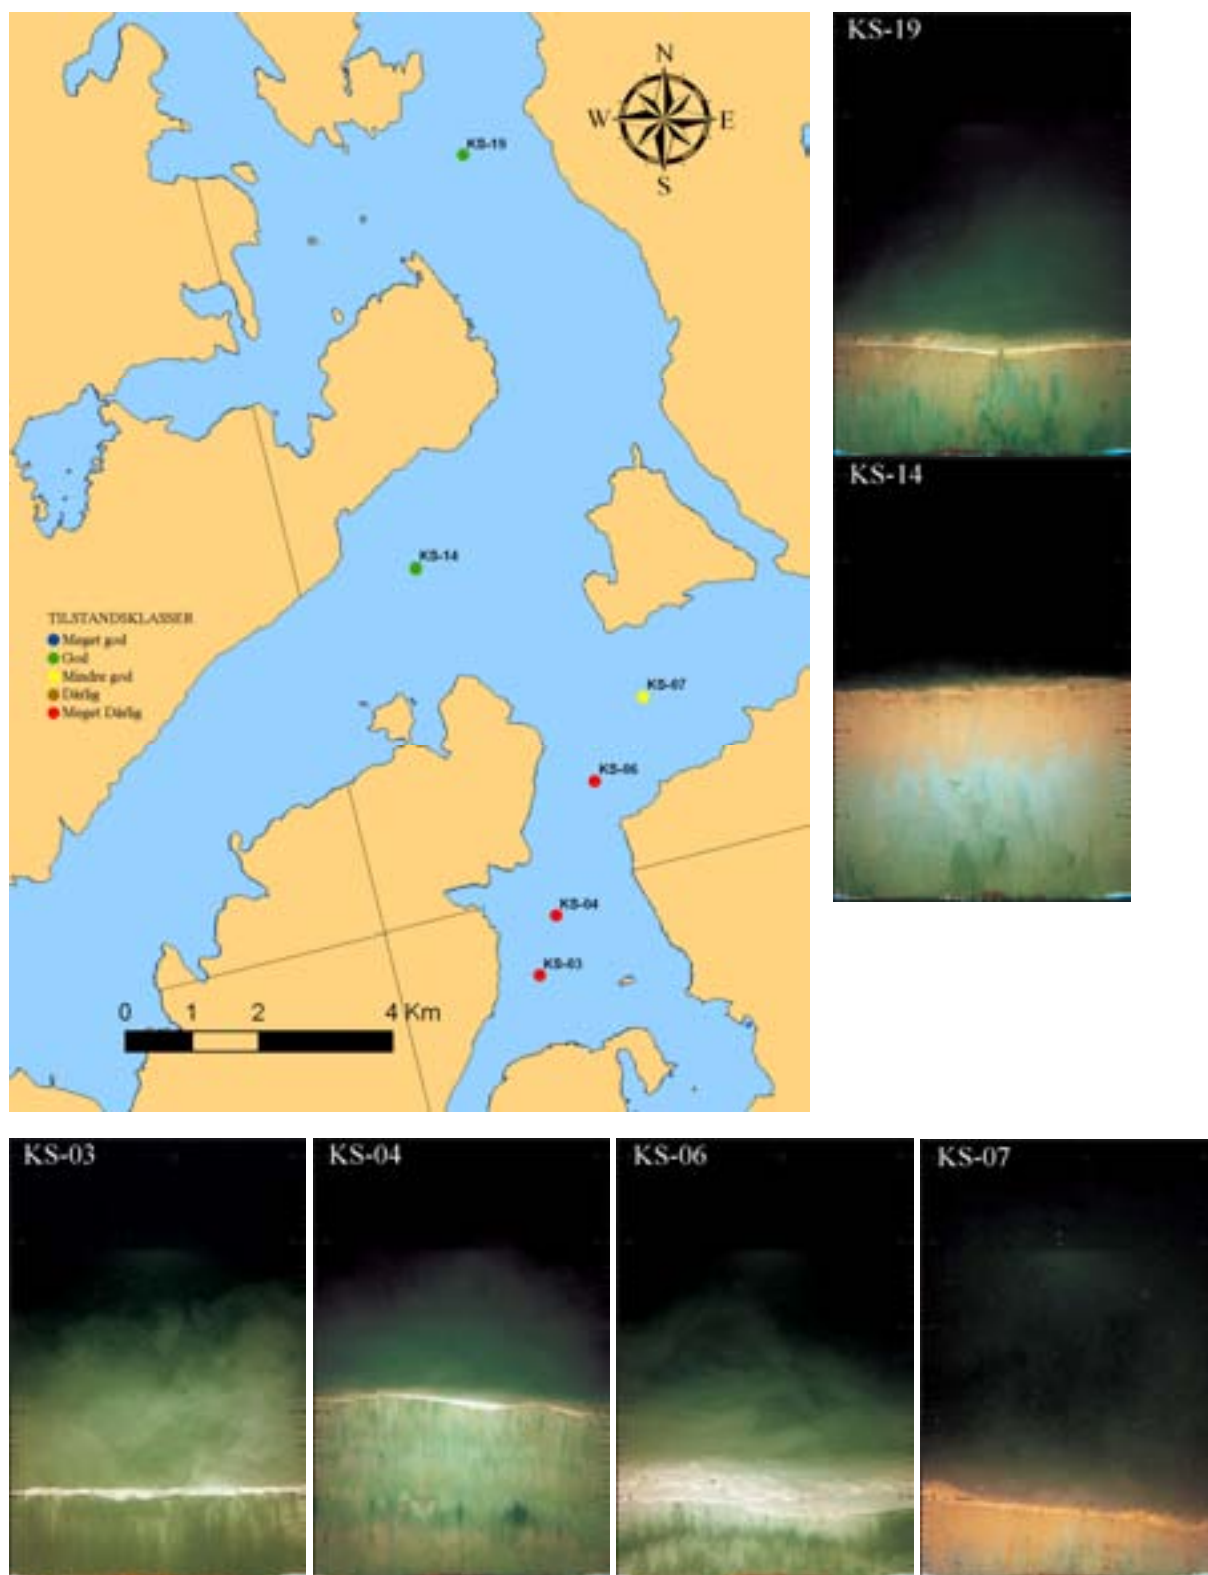 N
W E
S
KS-19
KS-14
TILSTANDSKLASSER
Meget god
God
Mindre god
Dårlig
Meget Dårlig
KS-07
KS-06
KS-04
KS-03
0 1 2 4 Km
KS-19
KS-14
KS-03
KS-04
KS-06
KS-07